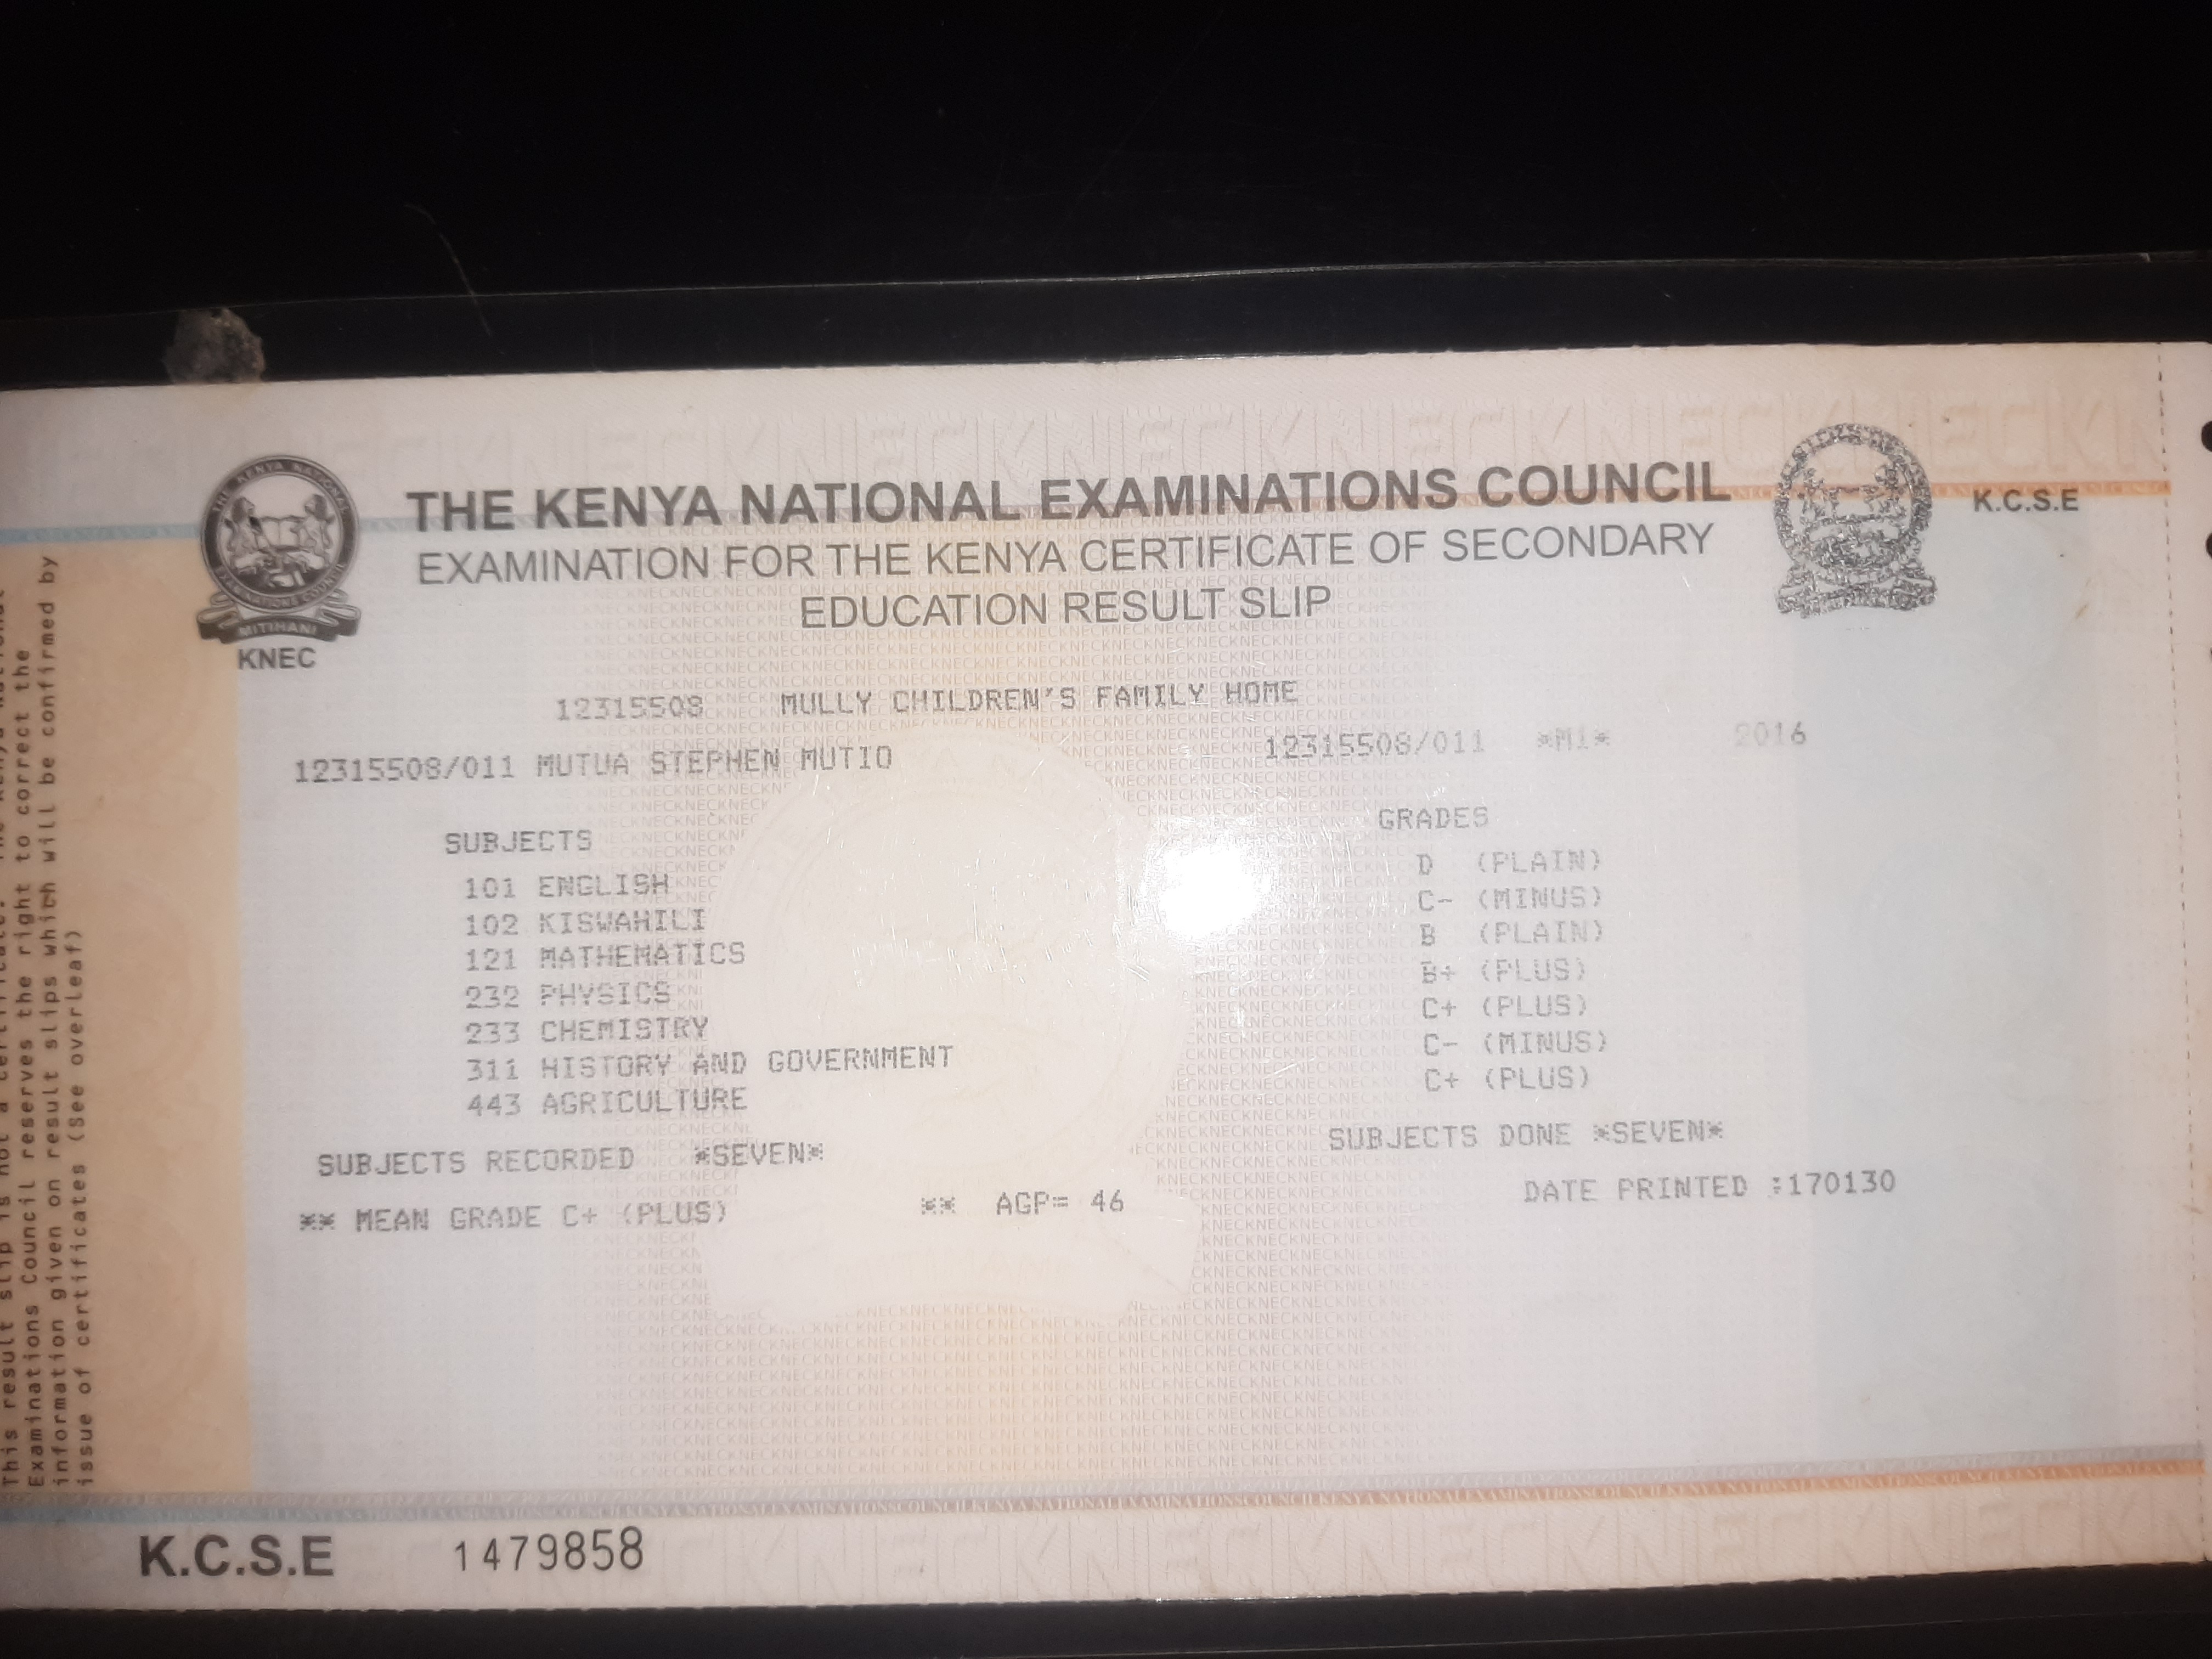 This result slip is not a certificate. The Kenya National
Examinations Council reserves the right to correct the
information given on result slips which will be confirmed by
issue of certificates (See overleaf)
THE KENYA NATIONAL EXAMINATIONS COUNCIL K.C.S.E
EXAMINATION FOR THE KENYA CERTIFICATE OF SECONDARY
EDUCATION RESULT SLIP
KNEC
12315508 MULLY CHILDREN'S FAMILY HOME
12315508/011 MUTUA STEPHEN MUTIO 12315508/011 *M1* 2016
SUBJECTS GRADES
101 ENGLISH D (PLAIN)
102 KISWAHILI C- (MINUS)
121 MATHEMATICS B (PLAIN)
232 PHYSICS B+ (PLUS)
233 CHEMISTRY C+ (PLUS)
311 HISTORY AND GOVERNMENT C- (MINUS)
443 AGRICULTURE C+ (PLUS)
SUBJECTS RECORDED *SEVEN* SUBJECTS DONE *SEVEN*
** MEAN GRADE C+ (PLUS) ** AGP= 46 DATE PRINTED :170130
K.C.S.E 1479858